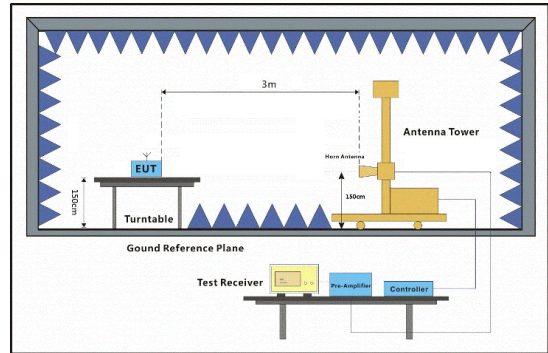 3m
Antenna Tower
Horn Antenna
EUT
150cm
150cm
Turntable
Gound Reference Plane
Test Receiver
Pre-Amplifier
Controller